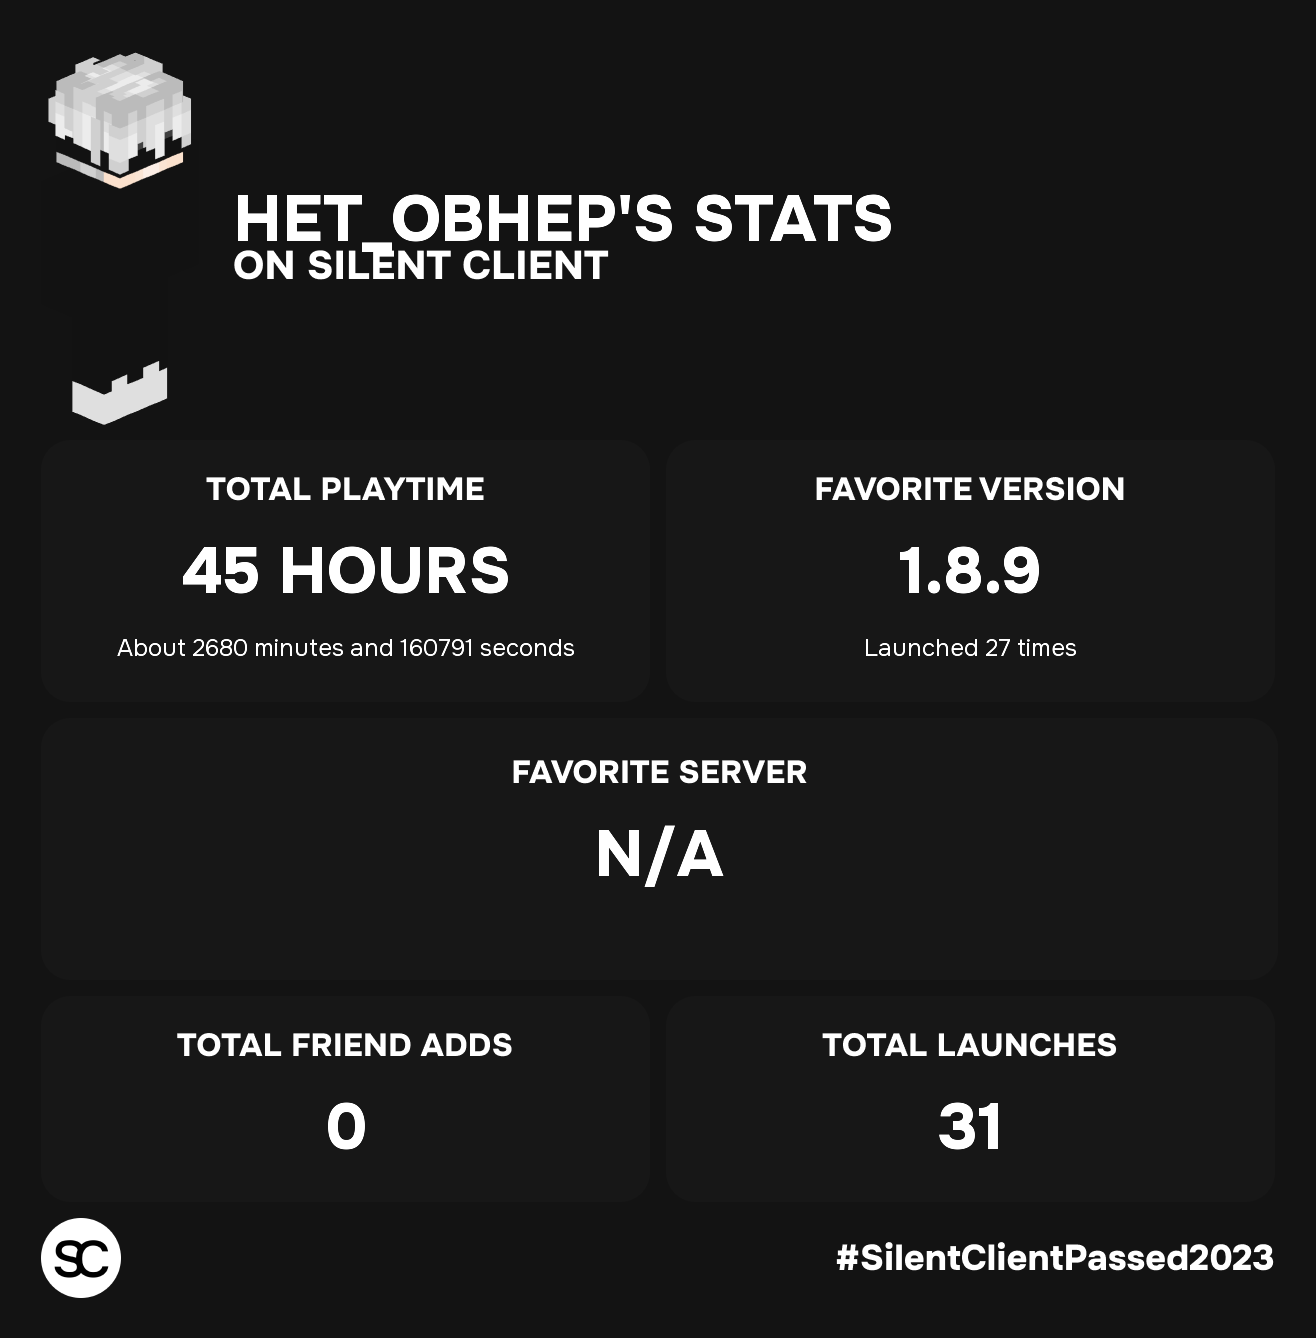 HET_OBHEP'S STATS
ON SILENT CLIENT
TOTAL PLAYTIME
45 HOURS
About 2680 minutes and 160791 seconds
FAVORITE VERSION
1.8.9
Launched 27 times
FAVORITE SERVER
N/A
TOTAL FRIEND ADDS
0
TOTAL LAUNCHES
31
SC
#SilentClientPassed2023